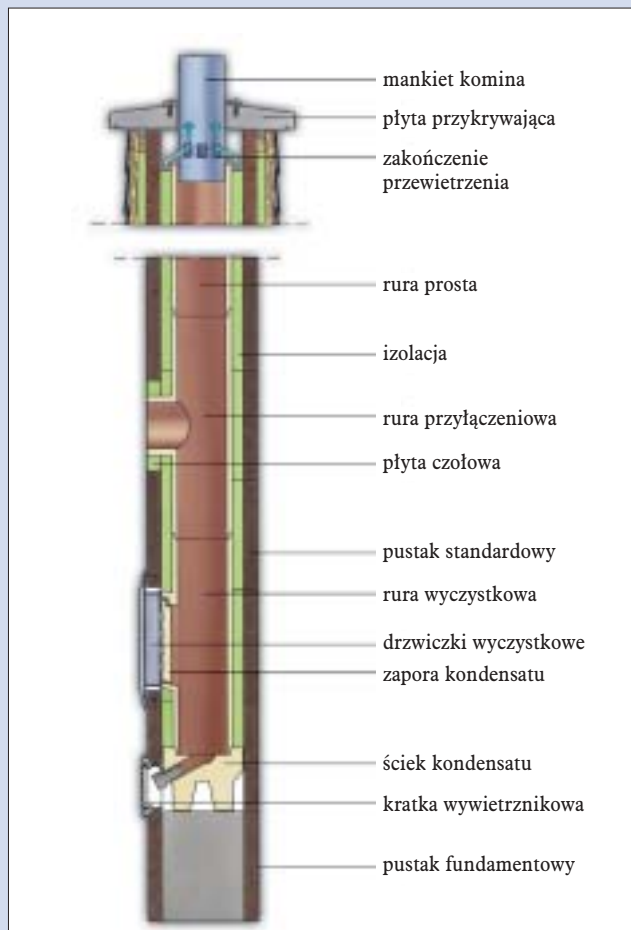 mankiet komina
płyta przykrywająca
zakończenie
przewietrzenia
rura prosta
izolacja
rura przyłączeniowa
płyta czołowa
pustak standardowy
rura wyczystkowa
drzwiczki wyczystkowe
zapora kondensatu
ściek kondensatu
kratka wywietrznikowa
pustak fundamentowy